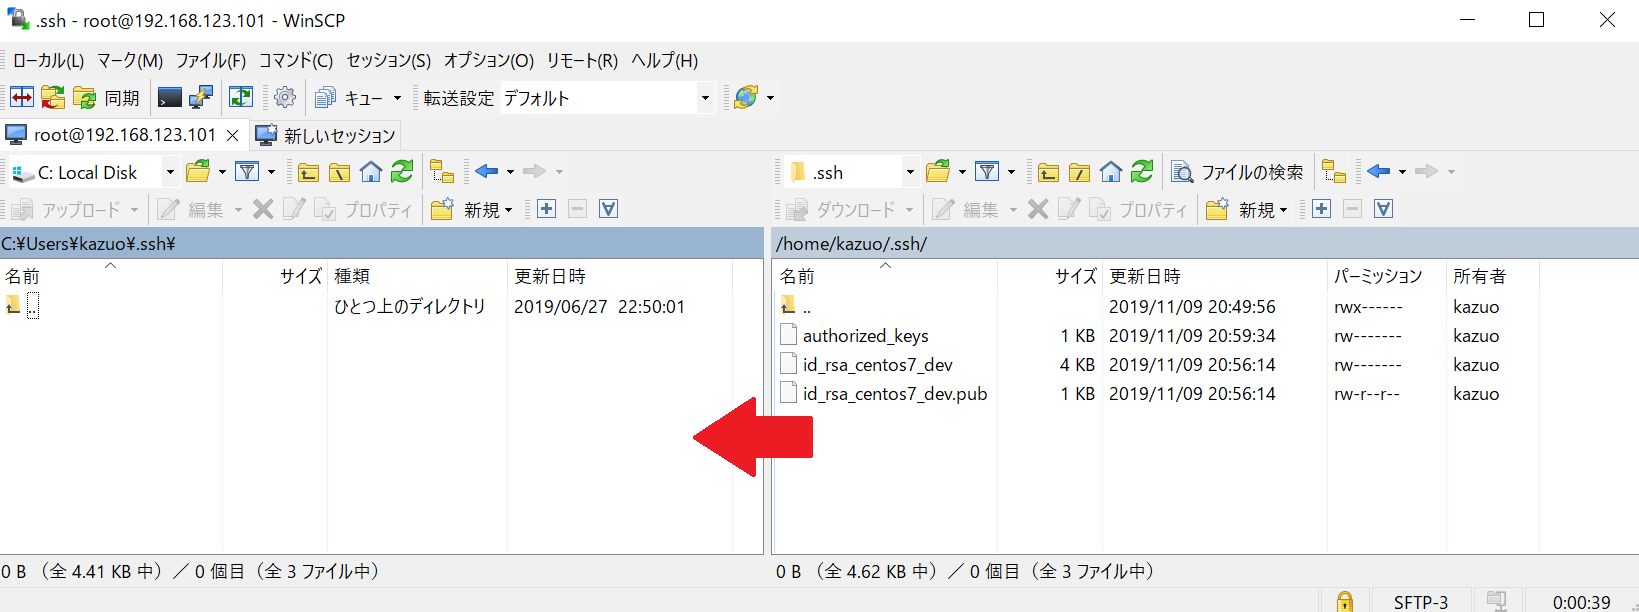 .ssh - root@192.168.123.101 - WinSCP
ローカル(L) マーク(M) ファイル(F) コマンド(C) セッション(S) オプション(O) リモート(R) ヘルプ(H)
同期 キュー 転送設定 デフォルト
root@192.168.123.101 新しいセッション
C: Local Disk
アップロード 編集 プロパティ 新規
C:¥Users¥kazuo¥.ssh¥
名前 サイズ 種類 更新日時
.. ひとつ上のディレクトリ 2019/06/27 22:50:01
0 B （全 4.41 KB 中） ／ 0 個目 （全 3 ファイル中）
.ssh ファイルの検索
ダウンロード 編集 プロパティ 新規
/home/kazuo/.ssh/
名前 サイズ 更新日時 パーミッション 所有者
.. 2019/11/09 20:49:56 rwx------ kazuo
authorized_keys 1 KB 2019/11/09 20:59:34 rw------- kazuo
id_rsa_centos7_dev 4 KB 2019/11/09 20:56:14 rw------- kazuo
id_rsa_centos7_dev.pub 1 KB 2019/11/09 20:56:14 rw-r--r-- kazuo
0 B （全 4.62 KB 中） ／ 0 個目 （全 3 ファイル中）
SFTP-3 0:00:39